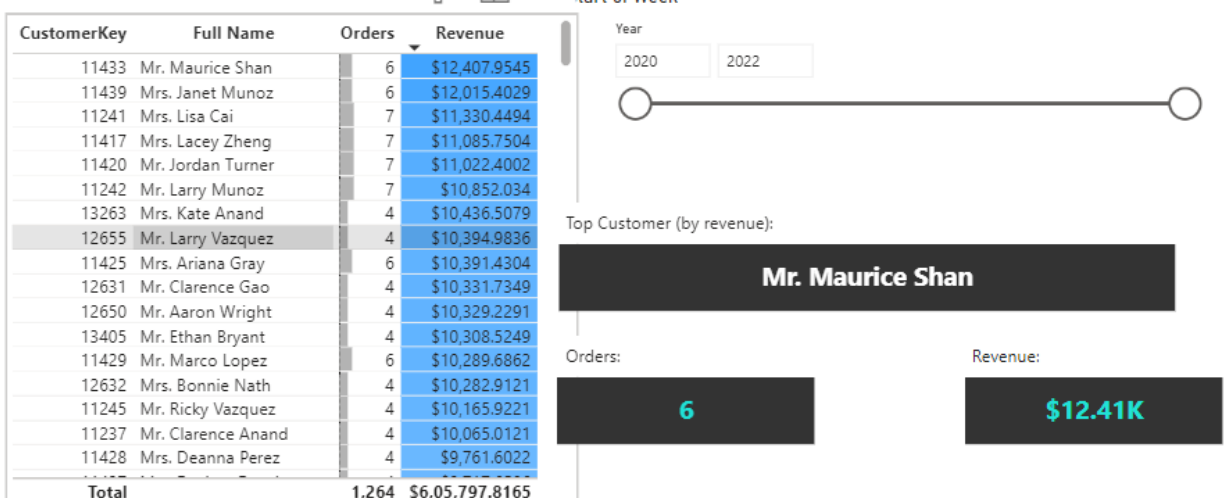 Start of Week
CustomerKey Full Name Orders Revenue
11433 Mr. Maurice Shan 6 $12,407.9545
11439 Mrs. Janet Munoz 6 $12,015.4029
11241 Mrs. Lisa Cai 7 $11,330.4494
11417 Mrs. Lacey Zheng 7 $11,085.7504
11420 Mr. Jordan Turner 7 $11,022.4002
11242 Mr. Larry Munoz 7 $10,852.034
13263 Mrs. Kate Anand 4 $10,436.5079
12655 Mr. Larry Vazquez 4 $10,394.9836
11425 Mrs. Ariana Gray 6 $10,391.4304
12631 Mr. Clarence Gao 4 $10,331.7349
12650 Mr. Aaron Wright 4 $10,329.2291
13405 Mr. Ethan Bryant 4 $10,308.5249
11429 Mr. Marco Lopez 6 $10,289.6862
12632 Mrs. Bonnie Nath 4 $10,282.9121
11245 Mr. Ricky Vazquez 4 $10,165.9221
11237 Mr. Clarence Anand 4 $10,065.0121
11428 Mrs. Deanna Perez 4 $9,761.6022
Total 1,264 $6,05,797.8165
Year
2020 2022
Top Customer (by revenue):
Mr. Maurice Shan
Orders: Revenue:
6 $12.41K